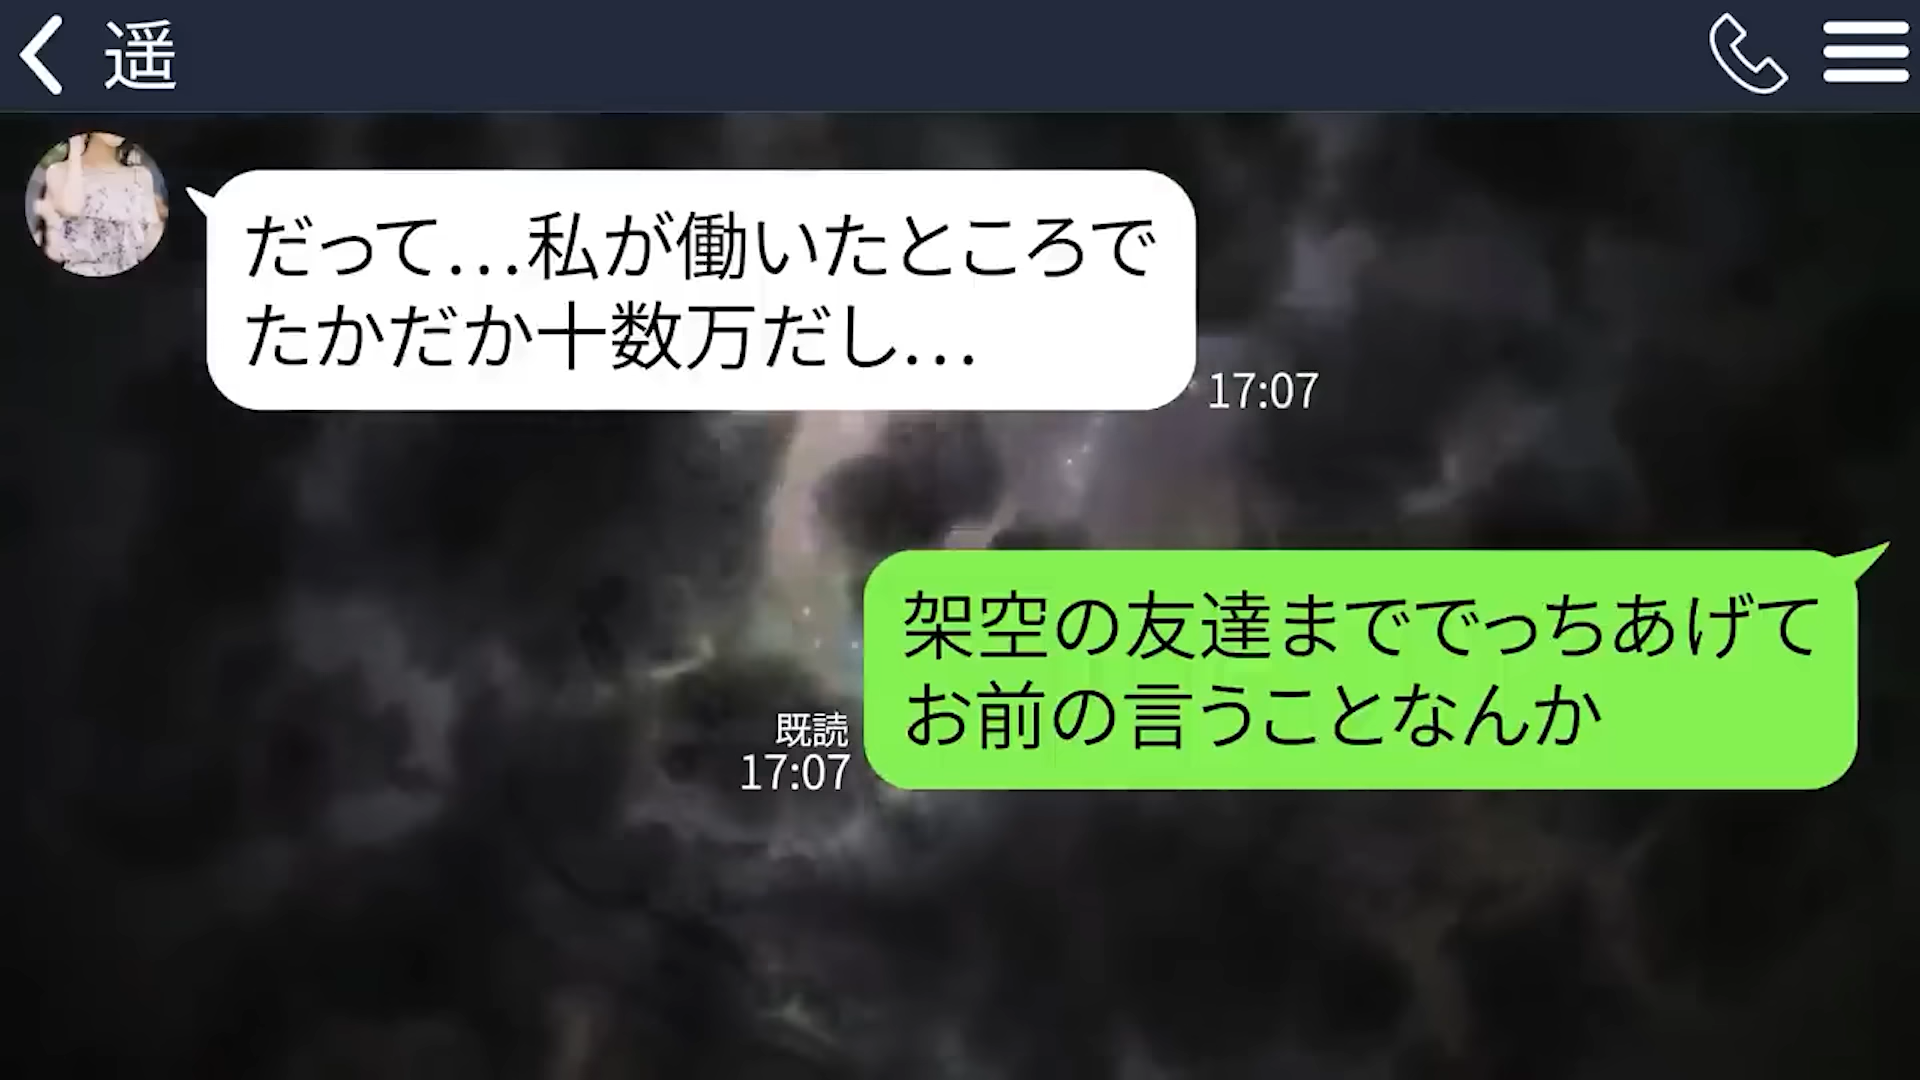 遥
だって…私が働いたところで
たかだか十数万だし…
17:07
架空の友達まででっちあげて
お前の言うことなんか
既読
17:07